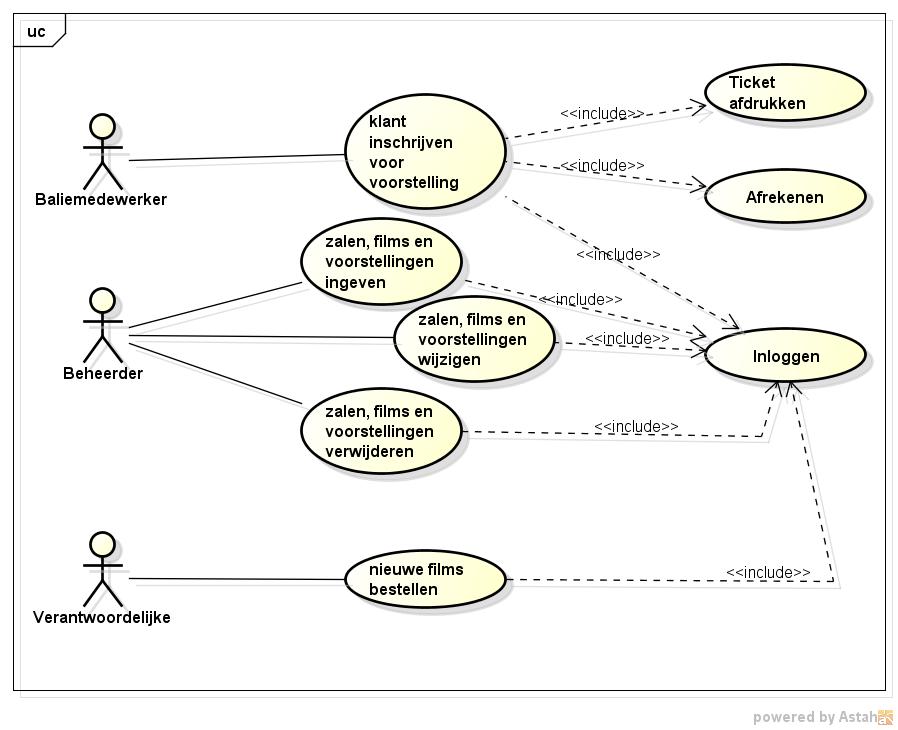 uc
Ticket
afdrukken
<<include>>
klant
inschrijven
voor
voorstelling
<<include>>
Afrekenen
Baliemedewerker
<<include>>
zalen, films en
voorstellingen
ingeven
<<include>>
zalen, films en
voorstellingen
wijzigen
<<include>>
Inloggen
Beheerder
zalen, films en
voorstellingen
verwijderen
<<include>>
nieuwe films
bestellen
<<include>>
Verantwoordelijke
powered by Astah